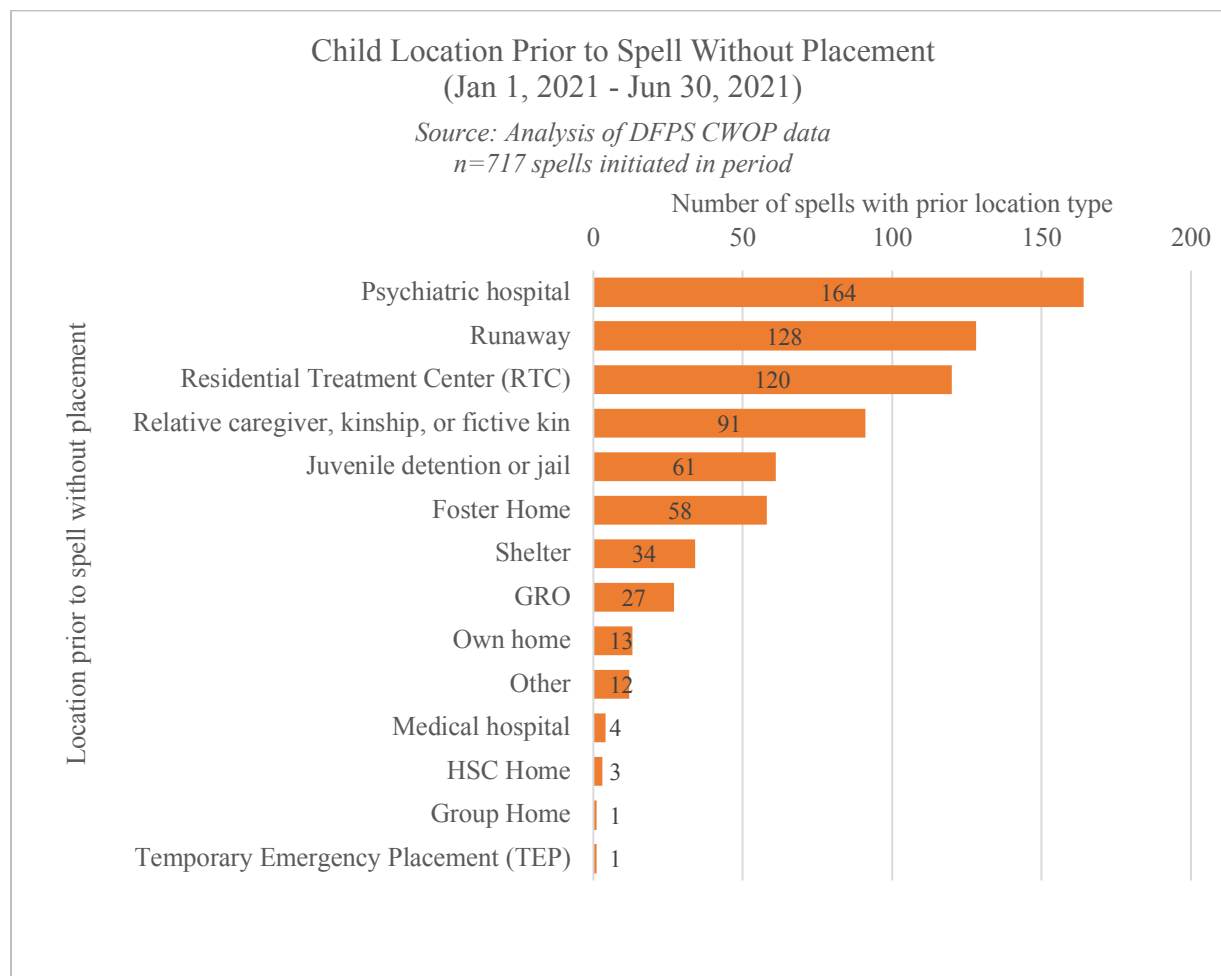 Child Location Prior to Spell Without Placement
(Jan 1, 2021 - Jun 30, 2021)
Source: Analysis of DFPS CWOP data
n=717 spells initiated in period
Number of spells with prior location type
0 50 100 150 200
Location prior to spell without placement
Psychiatric hospital 164
Runaway 128
Residential Treatment Center (RTC) 120
Relative caregiver, kinship, or fictive kin 91
Juvenile detention or jail 61
Foster Home 58
Shelter 34
GRO 27
Own home 13
Other 12
Medical hospital 4
HSC Home 3
Group Home 1
Temporary Emergency Placement (TEP) 1